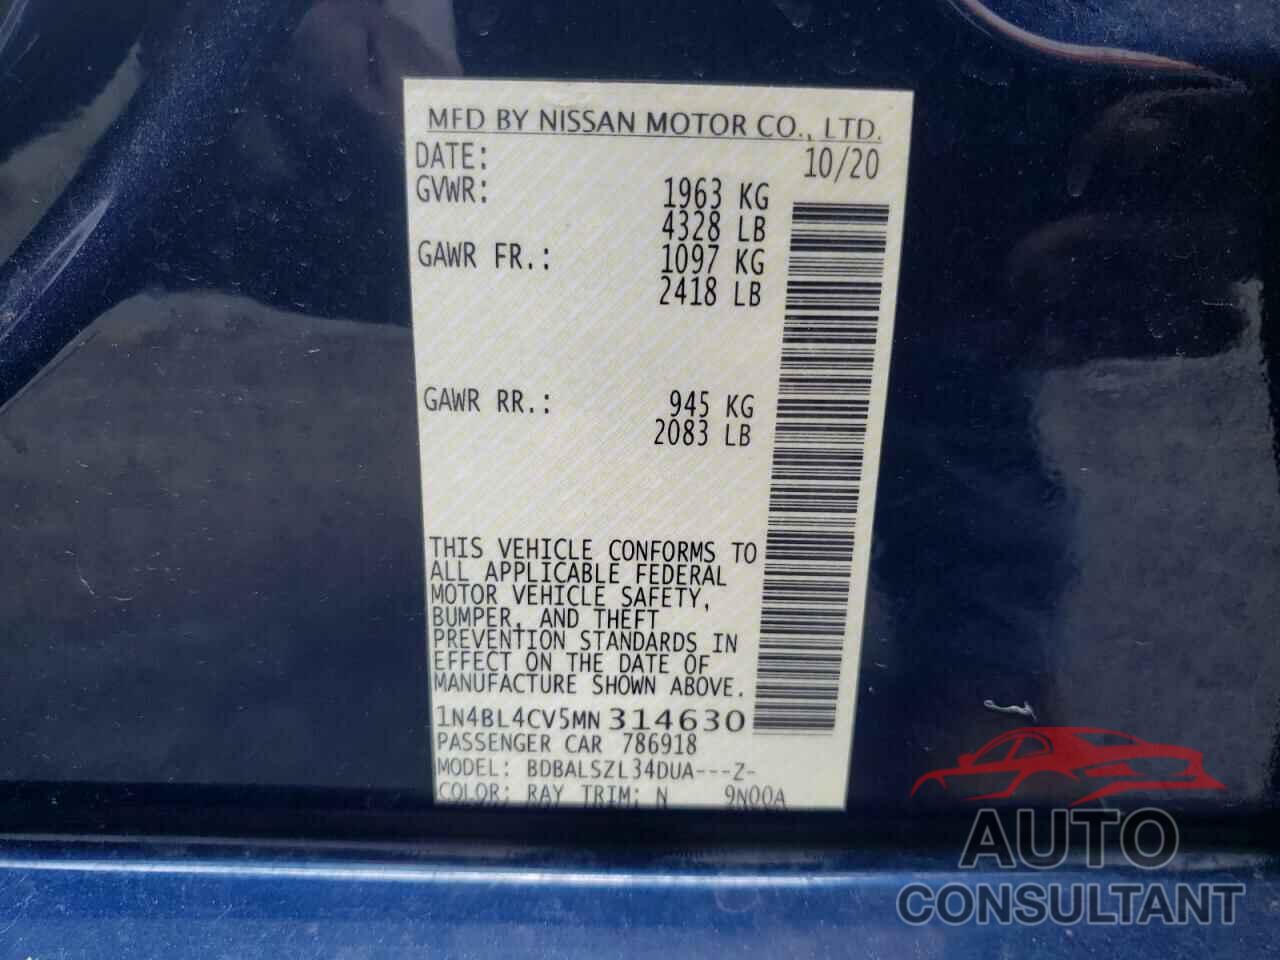 MFD BY NISSAN MOTOR CO., LTD.
DATE: 10/20
GVWR: 1963 KG
4328 LB
GAWR FR.: 1097 KG
2418 LB
GAWR RR.: 945 KG
2083 LB
THIS VEHICLE CONFORMS TO
ALL APPLICABLE FEDERAL
MOTOR VEHICLE SAFETY,
BUMPER, AND THEFT
PREVENTION STANDARDS IN
EFFECT ON THE DATE OF
MANUFACTURE SHOWN ABOVE.
1N4BL4CV5MN314630
PASSENGER CAR 786918
MODEL: BDBALSZL34DUA---Z-
COLOR: RAY TRIM: N 9N00A
AUTO
CONSULTANT